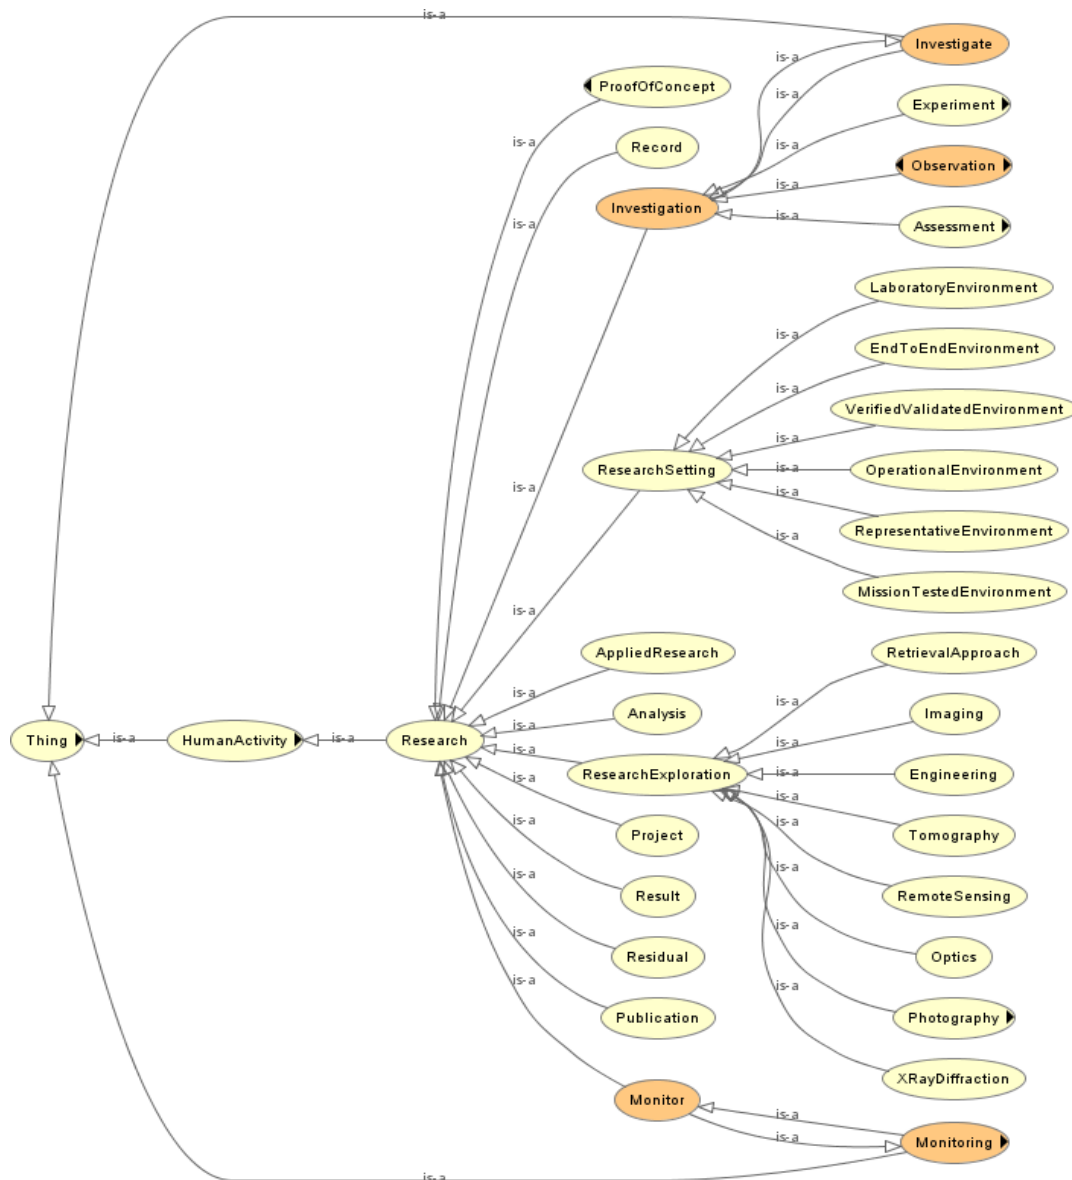 is-a
Investigate
is-a
ProofOfConcept
is-a
Experiment
is-a
Record
is-a
Observation
is-a
Investigation
is-a
is-a
Assessment
is-a
LaboratoryEnvironment
is-a
EndToEndEnvironment
is-a
VerifiedValidatedEnvironment
is-a
ResearchSetting
is-a
OperationalEnvironment
is-a
is-a
RepresentativeEnvironment
is-a
MissionTestedEnvironment
is-a
AppliedResearch
RetrievalApproach
is-a
is-a
Analysis
Imaging
is-a
Thing
is-a
HumanActivity
is-a
Research
is-a
is-a
ResearchExploration
is-a
Engineering
is-a
is-a
Project
is-a
Tomography
is-a
is-a
Result
RemoteSensing
is-a
is-a
Residual
Optics
is-a
is-a
Publication
Photography
XRayDiffraction
Monitor
is-a
is-a
Monitoring
is-a